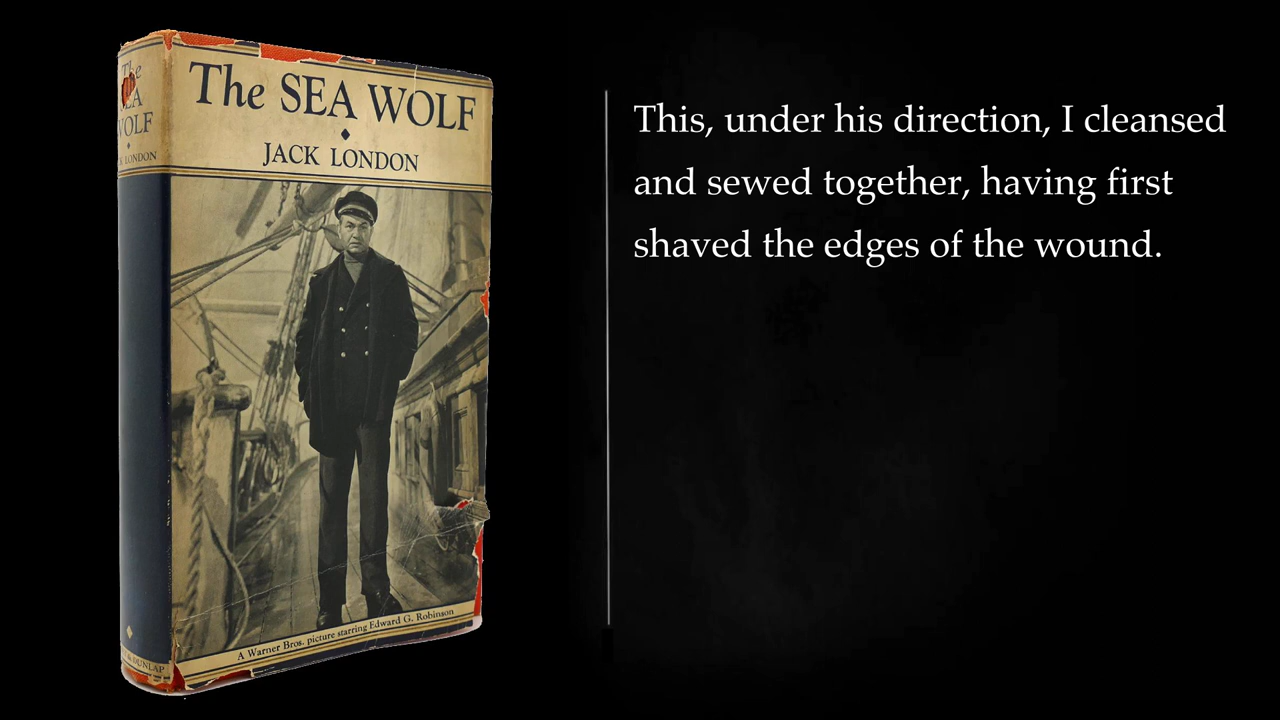 The SEA WOLF
JACK LONDON
A Warner Bros. picture starring Edward G. Robinson
The
SEA
WOLF
LONDON
DUNLAP
This, under his direction, I cleansed
and sewed together, having first
shaved the edges of the wound.